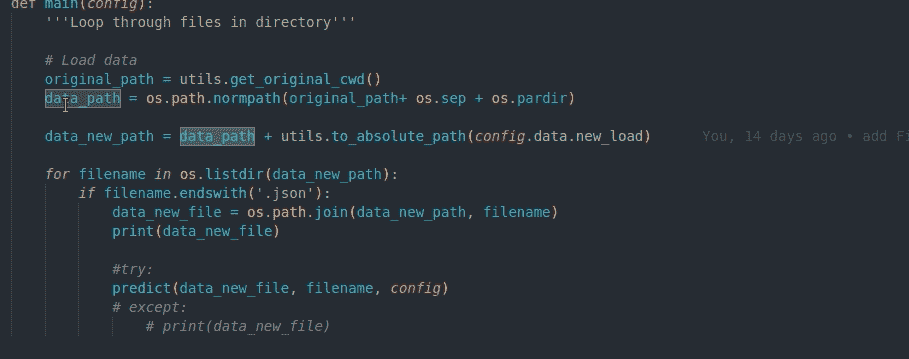 def main(config):
    '''Loop through files in directory'''
    # Load data
    original_path = utils.get_original_cwd()
    data_path = os.path.normpath(original_path+ os.sep + os.pardir)
    data_new_path = data_path + utils.to_absolute_path(config.data.new_load)    You, 14 days ago • add Fi
    for filename in os.listdir(data_new_path):
        if filename.endswith('.json'):
            data_new_file = os.path.join(data_new_path, filename)
            print(data_new_file)
            #try:
            predict(data_new_file, filename, config)
            # except:
                # print(data_new_file)